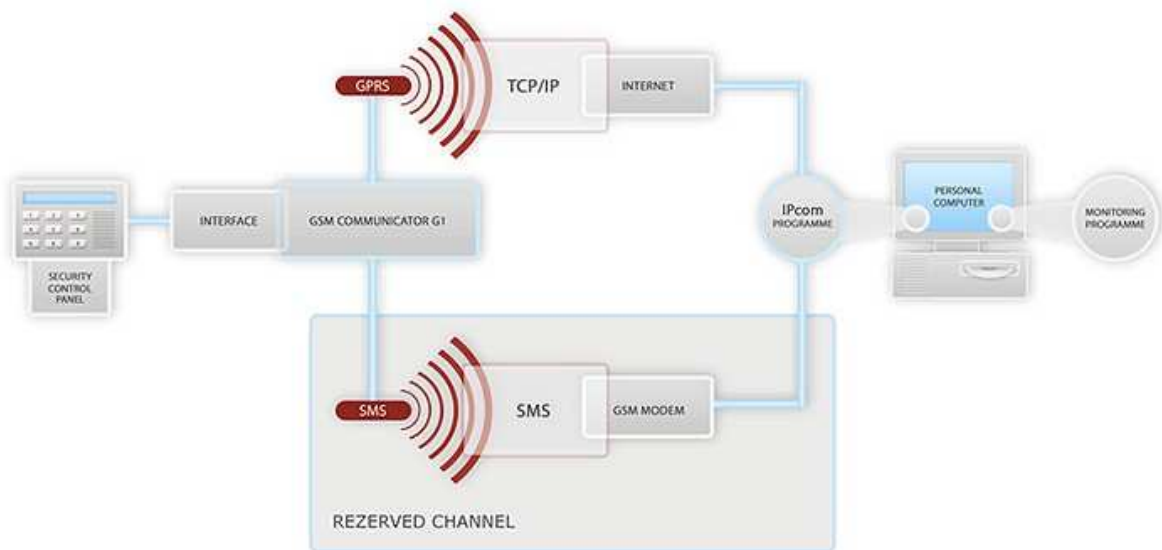 GPRS
TCP/IP
INTERNET
INTERFACE
GSM COMMUNICATOR G1
IPcom
PROGRAMME
PERSONAL
COMPUTER
MONITORING
PROGRAMME
SECURITY
CONTROL
PANEL
SMS
SMS
GSM MODEM
REZERVED CHANNEL